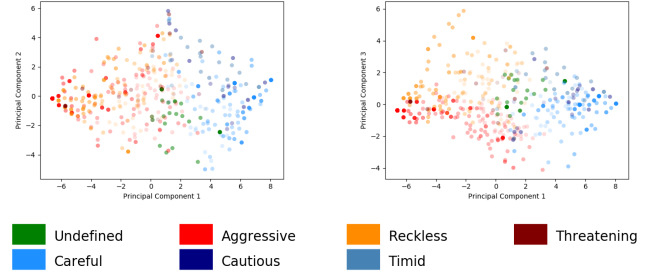 6
4
2
0
−2
−4
Principal Component 2
−6 −4 −2 0 2 4 6 8
Principal Component 1
6
4
2
0
−2
−4
Principal Component 3
−6 −4 −2 0 2 4 6 8
Principal Component 1
Undefined Aggressive Reckless Threatening
Careful Cautious Timid